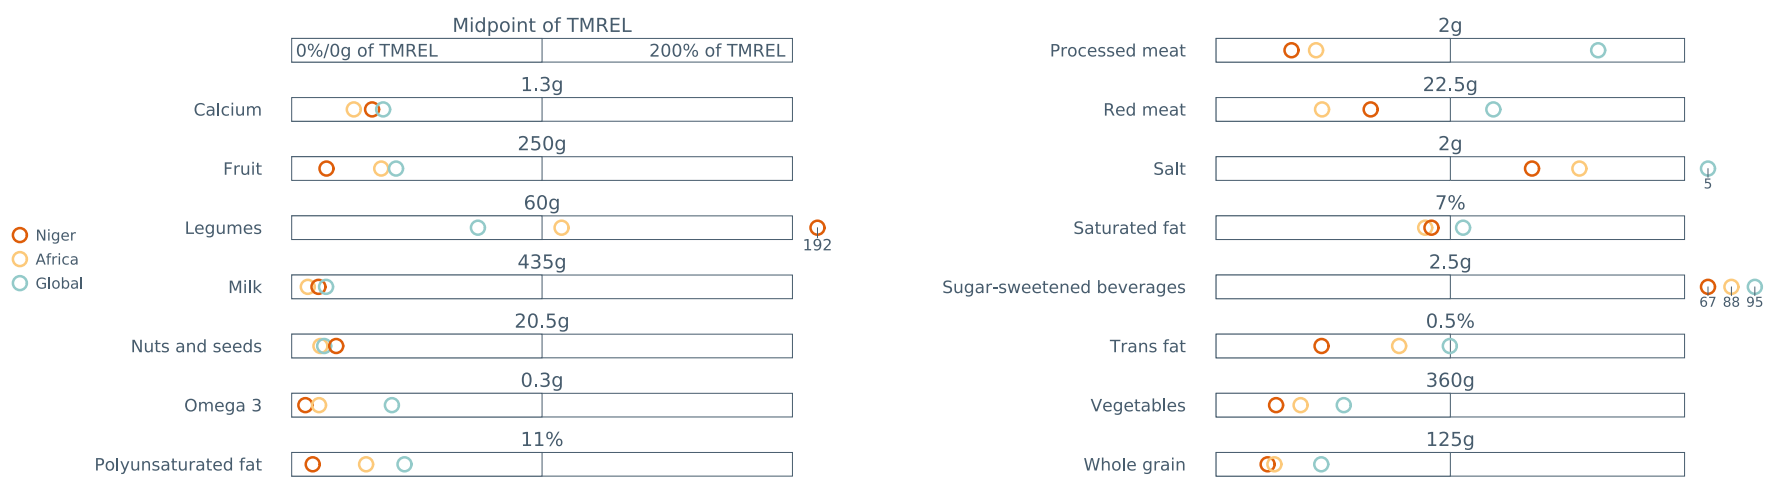 Midpoint of TMREL
0%/0g of TMREL
200% of TMREL
1.3g
Calcium
250g
Fruit
60g
Legumes
192
435g
Milk
20.5g
Nuts and seeds
0.3g
Omega 3
11%
Polyunsaturated fat
Niger
Africa
Global
2g
Processed meat
22.5g
Red meat
2g
Salt
5
7%
Saturated fat
2.5g
Sugar-sweetened beverages
67 88 95
0.5%
Trans fat
360g
Vegetables
125g
Whole grain